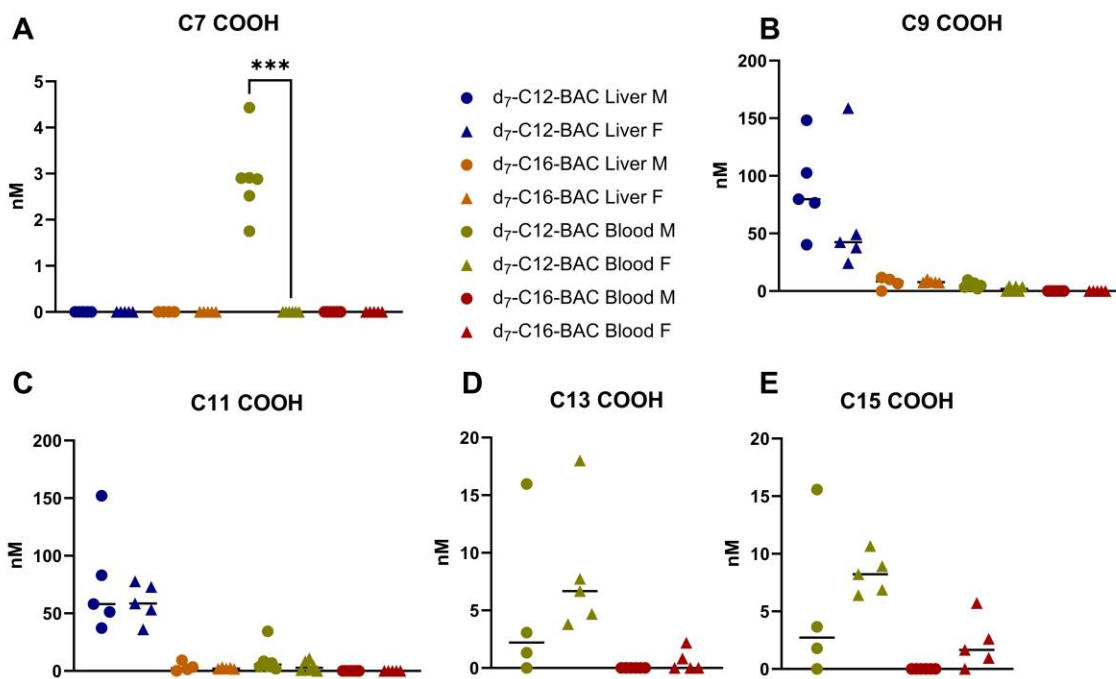 A
C7 COOH
5
4
3
2
1
0
nM
***
d₇-C12-BAC Liver M
d₇-C12-BAC Liver F
d₇-C16-BAC Liver M
d₇-C16-BAC Liver F
d₇-C12-BAC Blood M
d₇-C12-BAC Blood F
d₇-C16-BAC Blood M
d₇-C16-BAC Blood F
B
C9 COOH
200
150
100
50
0
nM
C
C11 COOH
200
150
100
50
0
nM
D
C13 COOH
20
15
10
5
0
nM
E
C15 COOH
20
15
10
5
0
nM